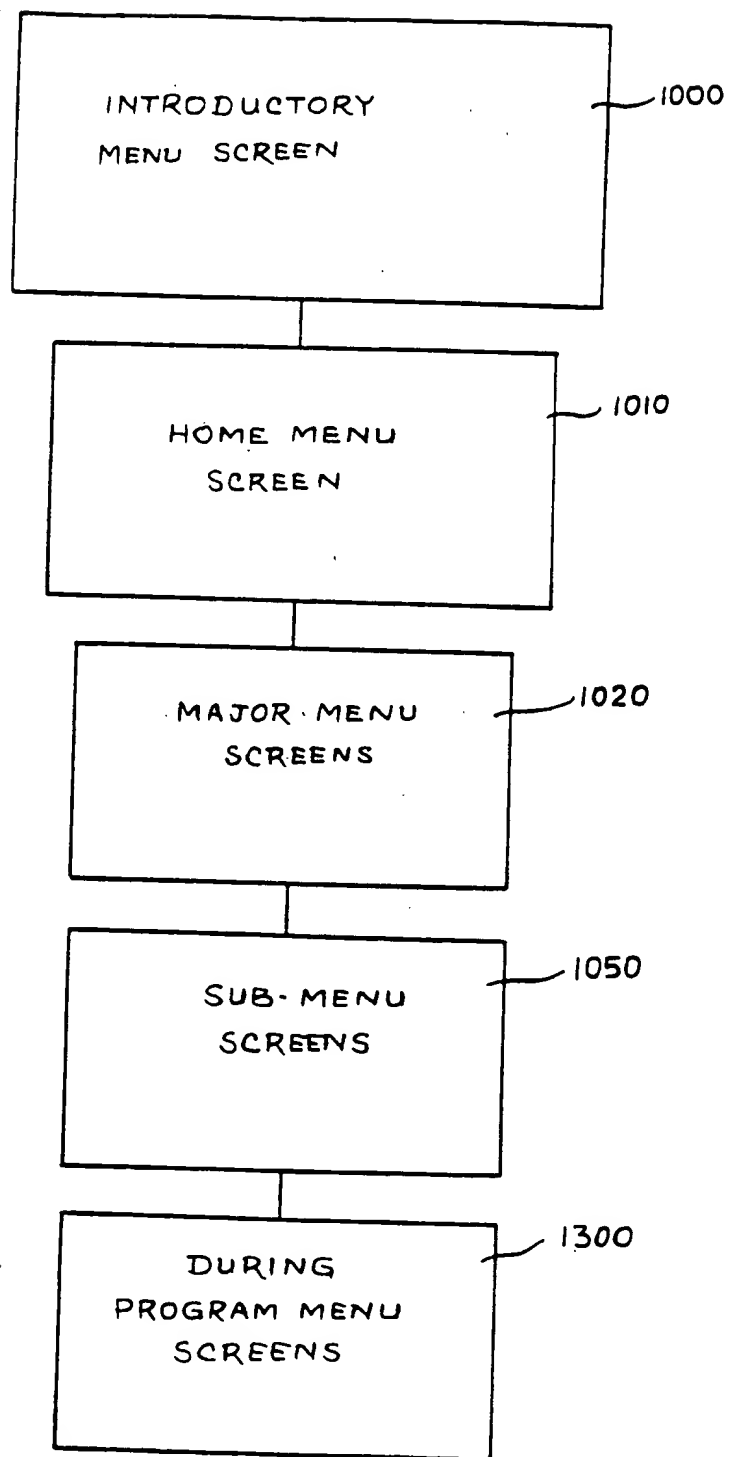 INTRODUCTORY
MENU SCREEN
1000
HOME MENU
SCREEN
1010
MAJOR MENU
SCREENS
1020
SUB-MENU
SCREENS
1050
DURING
PROGRAM MENU
SCREENS
1300